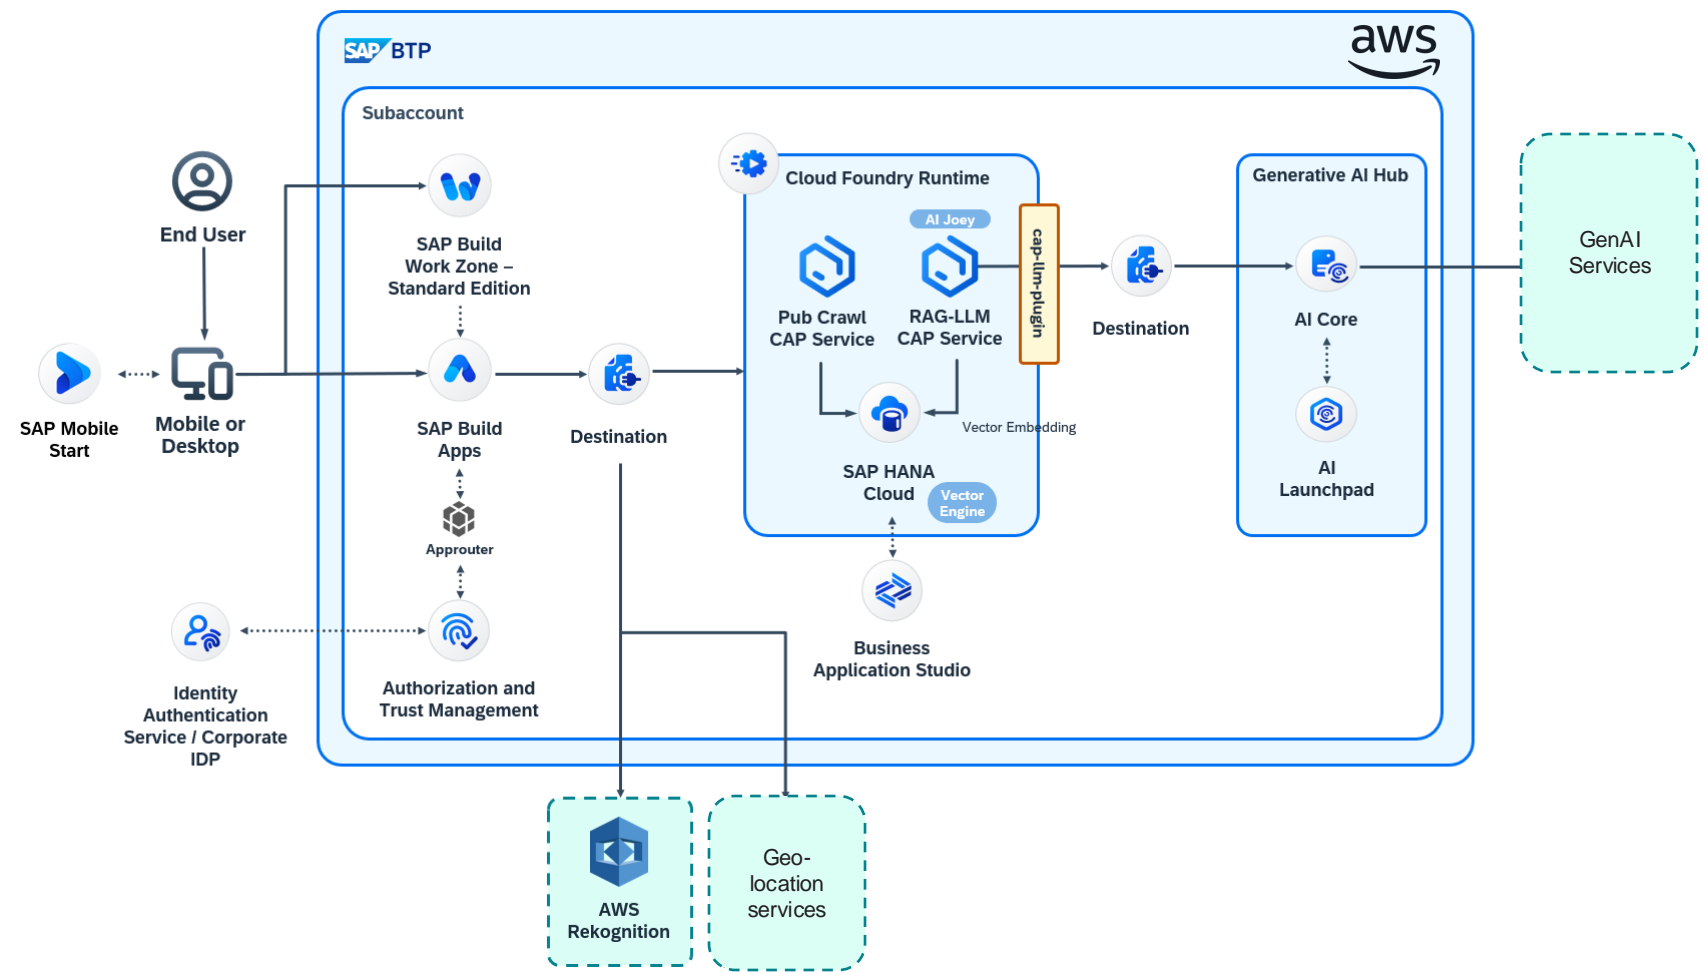 SAP BTP
aws
Subaccount
End User
SAP Mobile
Start
Mobile or
Desktop
SAP Build
Work Zone –
Standard Edition
SAP Build
Apps
Approuter
Authorization and
Trust Management
Identity
Authentication
Service / Corporate
IDP
Destination
Cloud Foundry Runtime
AI Joey
Pub Crawl
CAP Service
RAG-LLM
CAP Service
cap-llm-plugin
Vector Embedding
SAP HANA
Cloud
Vector
Engine
Business
Application Studio
Destination
Generative AI Hub
AI Core
AI
Launchpad
GenAI
Services
AWS
Rekognition
Geo-
location
services